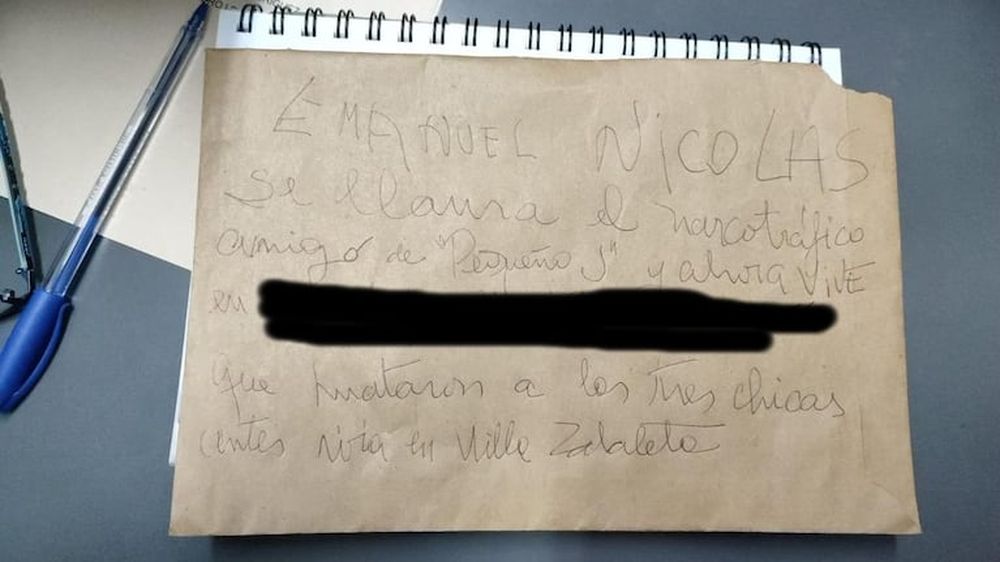 EMANUEL NICOLAS
se llama el narcotráfico
amigo de "Pequeño J" y ahora ViVE
en
que mataron a las tres chicas
antes vivia en Villa Zabaleta